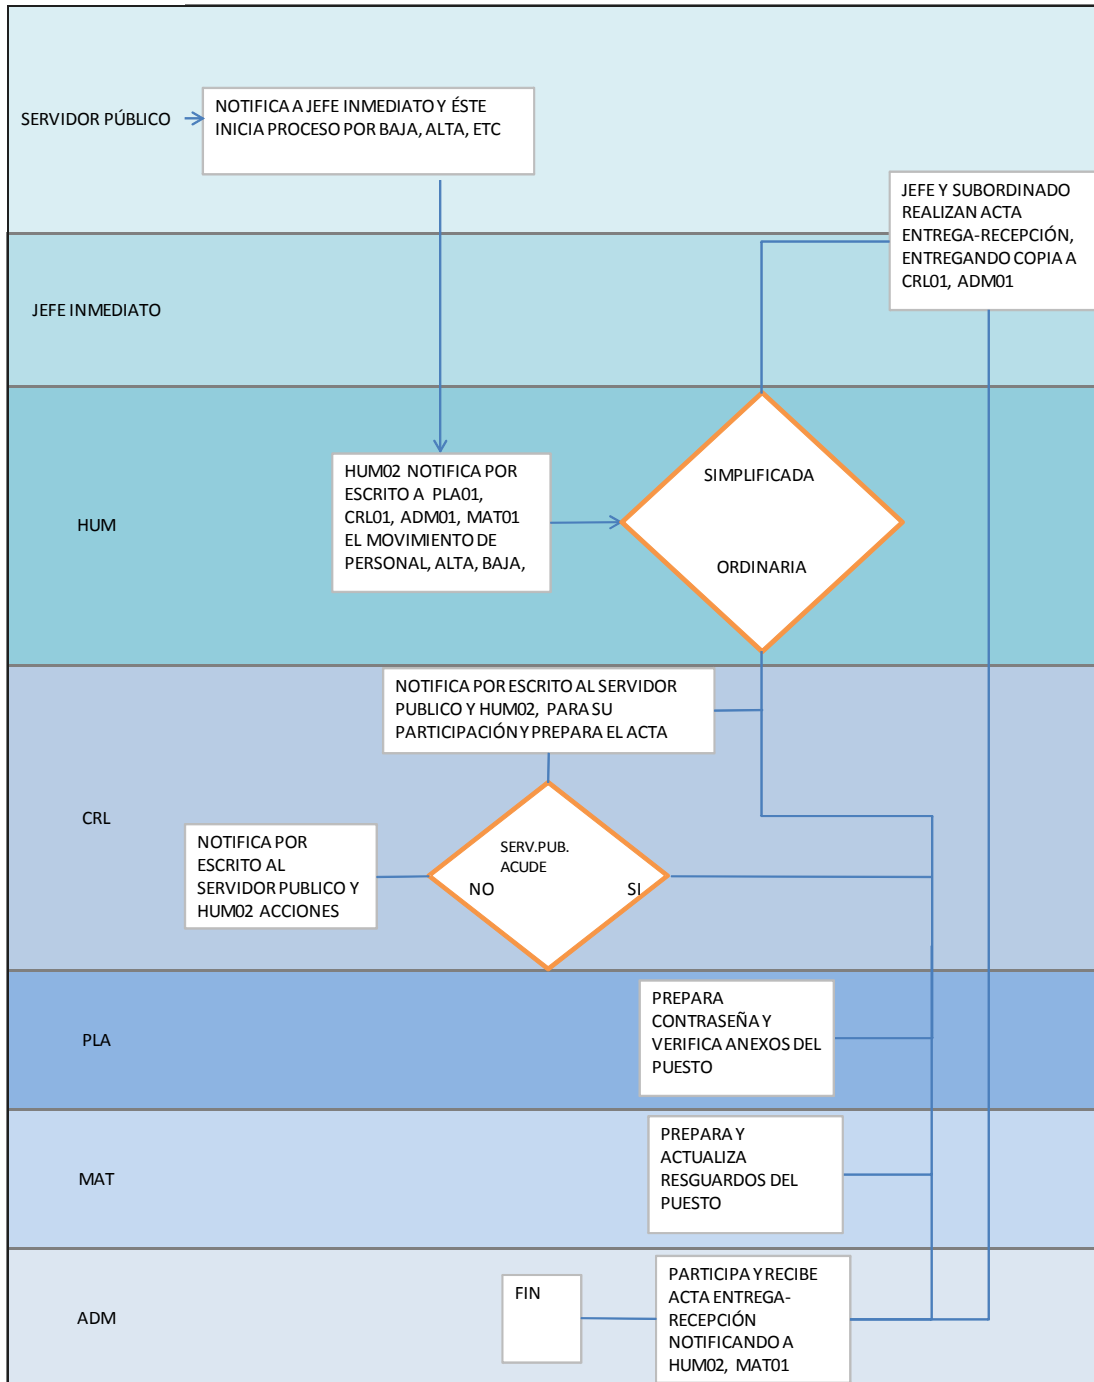 SERVIDOR PÚBLICO
NOTIFICA A JEFE INMEDIATO Y ÉSTE
INICIA PROCESO POR BAJA, ALTA, ETC
JEFE Y SUBORDINADO
REALIZAN ACTA
ENTREGA-RECEPCIÓN,
ENTREGANDO COPIA A
CRL01, ADM01
JEFE INMEDIATO
HUM
HUM02 NOTIFICA POR
ESCRITO A PLA01,
CRL01, ADM01, MAT01
EL MOVIMIENTO DE
PERSONAL, ALTA, BAJA,
SIMPLIFICADA
ORDINARIA
NOTIFICA POR ESCRITO AL SERVIDOR
PUBLICO Y HUM02, PARA SU
PARTICIPACIÓN Y PREPARA EL ACTA
CRL
NOTIFICA POR
ESCRITO AL
SERVIDOR PUBLICO Y
HUM02 ACCIONES
SERV.PUB.
ACUDE
NO
SI
PLA
PREPARA
CONTRASEÑA Y
VERIFICA ANEXOS DEL
PUESTO
MAT
PREPARA Y
ACTUALIZA
RESGUARDOS DEL
PUESTO
ADM
FIN
PARTICIPA Y RECIBE
ACTA ENTREGA-
RECEPCIÓN
NOTIFICANDO A
HUM02, MAT01